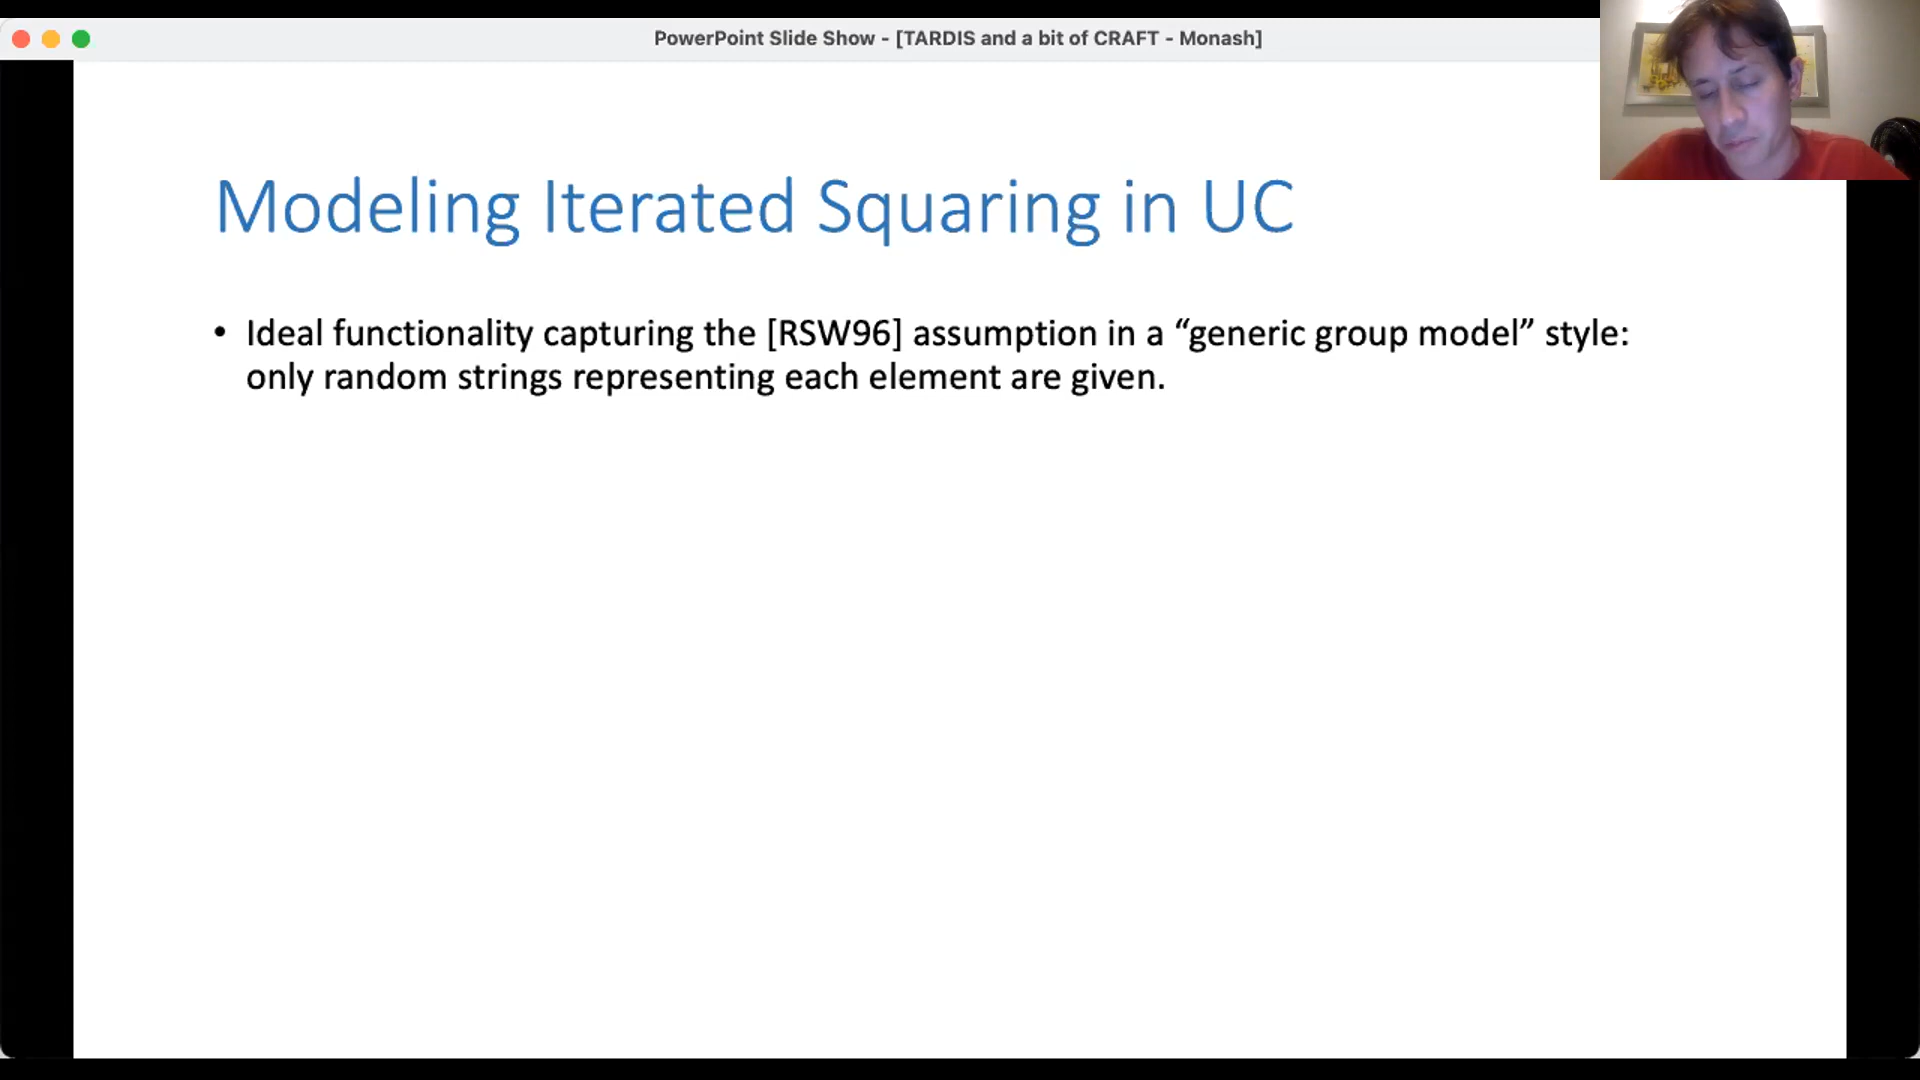 PowerPoint Slide Show - [TARDIS and a bit of CRAFT - Monash]
Modeling Iterated Squaring in UC
• Ideal functionality capturing the [RSW96] assumption in a “generic group model” style:
only random strings representing each element are given.